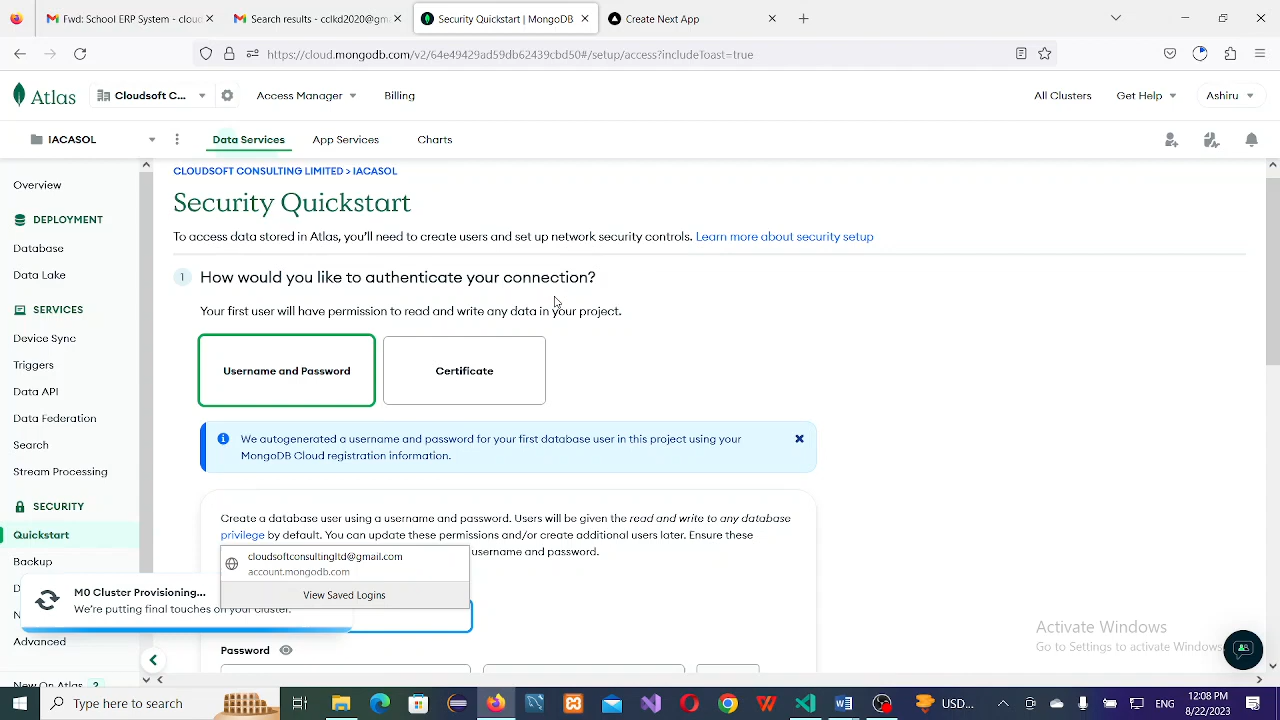 Fwd: School ERP System - clou
Search results - cclkd2020@gm
Security Quickstart | MongoDB
Create Next App
https://cloud.mongodb.com/v2/64e49429ad59db62439cbd50#/setup/access?includeToast=true
Atlas
Cloudsoft C...
Access Manager
Billing
All Clusters
Get Help
Ashiru
IACASOL
Data Services
App Services
Charts
Overview
DEPLOYMENT
Database
Data Lake
SERVICES
Device Sync
Triggers
Data API
Data Federation
Search
Stream Processing
SECURITY
Quickstart
Backup
D
N
Advanced
New On Atlas 2
CLOUDSOFT CONSULTING LIMITED > IACASOL
Security Quickstart
To access data stored in Atlas, you'll need to create users and set up network security controls. Learn more about security setup
1 How would you like to authenticate your connection?
Your first user will have permission to read and write any data in your project.
Username and Password
Certificate
We autogenerated a username and password for your first database user in this project using your
MongoDB Cloud registration information.
Create a database user using a username and password. Users will be given the read and write to any database
privilege by default. You can update these permissions and/or create additional users later. Ensure these
username and password.
cloudsoftconsultingltd@gmail.com
account.mongodb.com
View Saved Logins
M0 Cluster Provisioning...
We're putting final touches on your cluster.
Password
Activate Windows
Go to Settings to activate Windows.
Type here to search
USD...
12:08 PM
8/22/2023